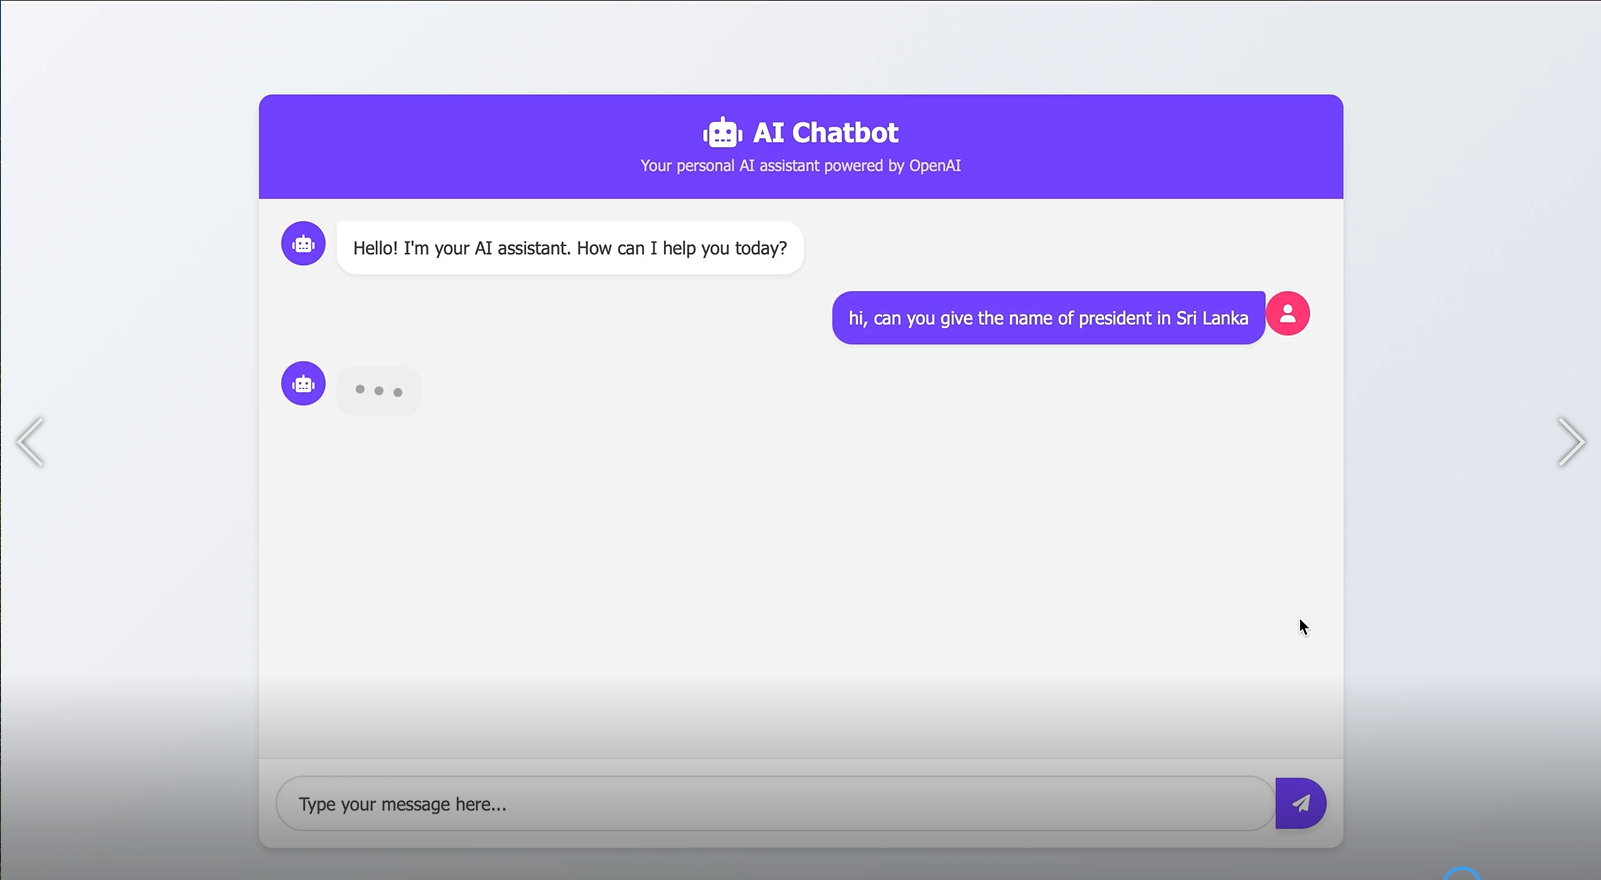 AI Chatbot
Your personal AI assistant powered by OpenAI
Hello! I'm your AI assistant. How can I help you today?
hi, can you give the name of president in Sri Lanka
Type your message here...